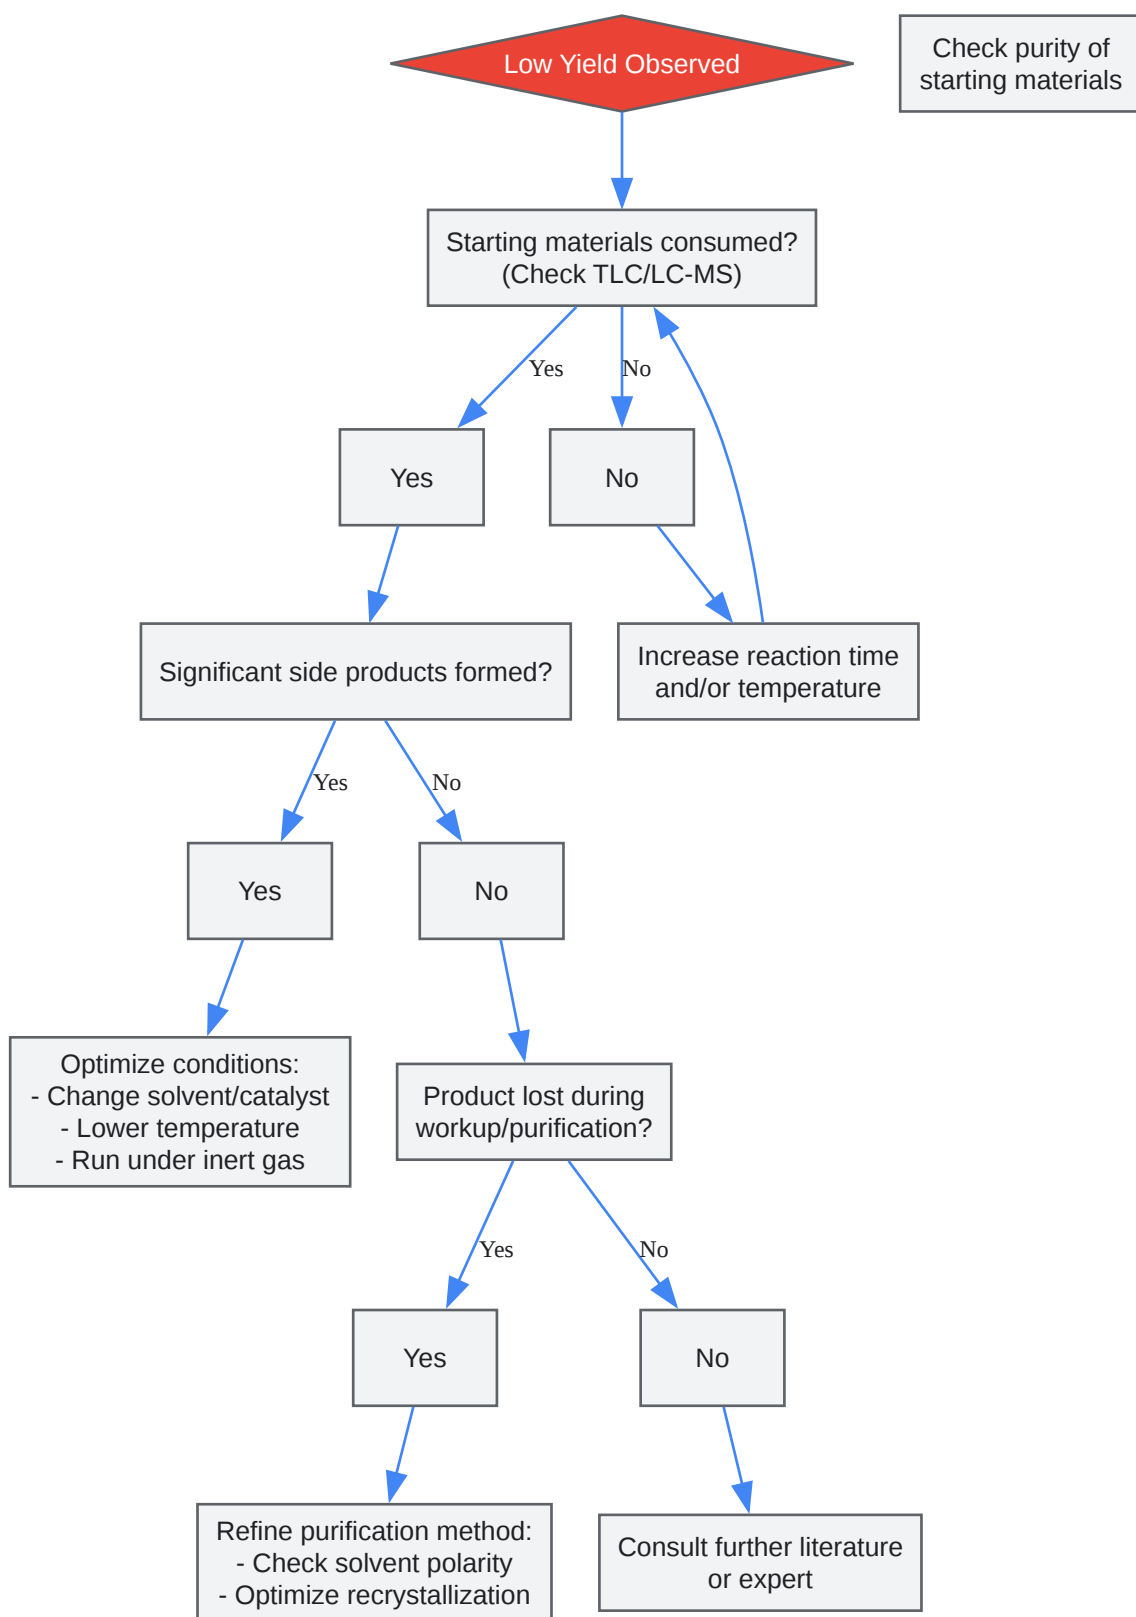 Low Yield Observed
Check purity of
starting materials
Starting materials consumed?
(Check TLC/LC-MS)
Yes
No
Yes
No
Significant side products formed?
Increase reaction time
and/or temperature
Yes
No
Yes
No
Optimize conditions:
- Change solvent/catalyst
- Lower temperature
- Run under inert gas
Product lost during
workup/purification?
Yes
No
Yes
No
Refine purification method:
- Check solvent polarity
- Optimize recrystallization
Consult further literature
or expert